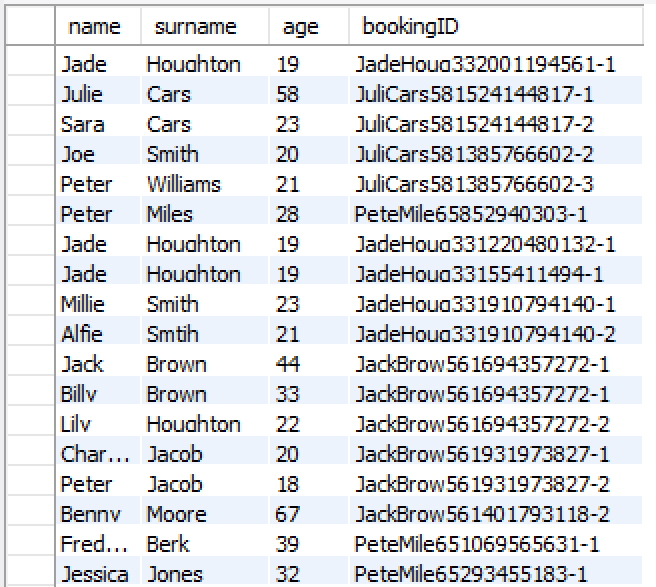 name surname age bookingID
Jade Houghton 19 JadeHoug332001194561-1
Julie Cars 58 JuliCars581524144817-1
Sara Cars 23 JuliCars581524144817-2
Joe Smith 20 JuliCars581385766602-2
Peter Williams 21 JuliCars581385766602-3
Peter Miles 28 PeteMile65852940303-1
Jade Houghton 19 JadeHoug331220480132-1
Jade Houghton 19 JadeHoug33155411494-1
Millie Smith 23 JadeHoug331910794140-1
Alfie Smtih 21 JadeHoug331910794140-2
Jack Brown 44 JackBrow561694357272-1
Billy Brown 33 JackBrow561694357272-1
Lily Houghton 22 JackBrow561694357272-2
Char... Jacob 20 JackBrow561931973827-1
Peter Jacob 18 JackBrow561931973827-2
Benny Moore 67 JackBrow561401793118-2
Fred... Berk 39 PeteMile651069565631-1
Jessica Jones 32 PeteMile65293455183-1